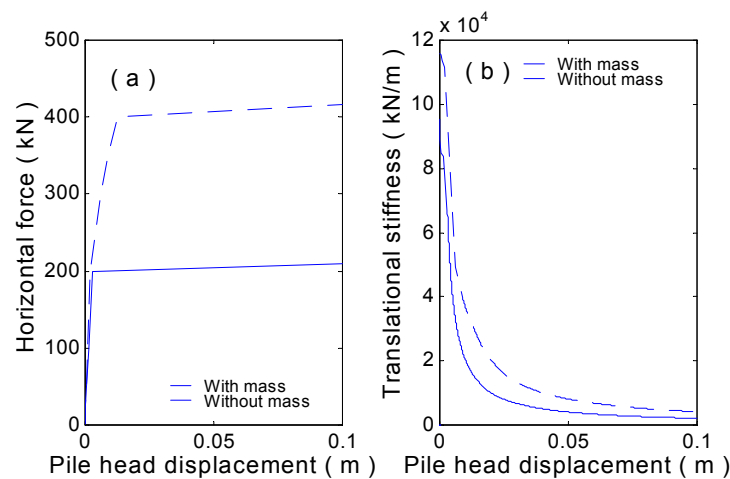 500
400
300
200
100
0
Horizontal force ( kN )
( a )
With mass
Without mass
0
0.05
0.1
Pile head displacement ( m )
x 10^4
12
10
8
6
4
2
0
Translational stiffness ( kN/m )
( b )
With mass
Without mass
0
0.05
0.1
Pile head displacement ( m )